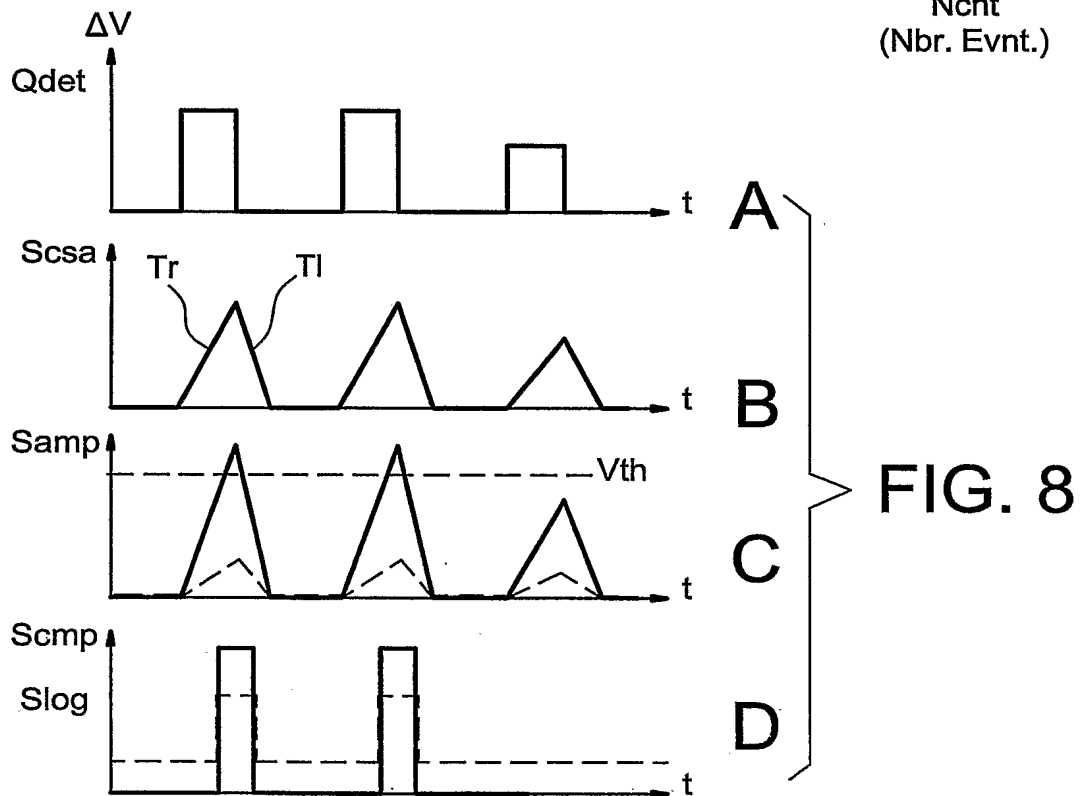 Ncnt
(Nbr. Evnt.)
ΔV
Qdet
t
A
Scsa
Tr
Tl
t
B
Samp
Vth
t
C
FIG. 8
Scmp
Slog
t
D